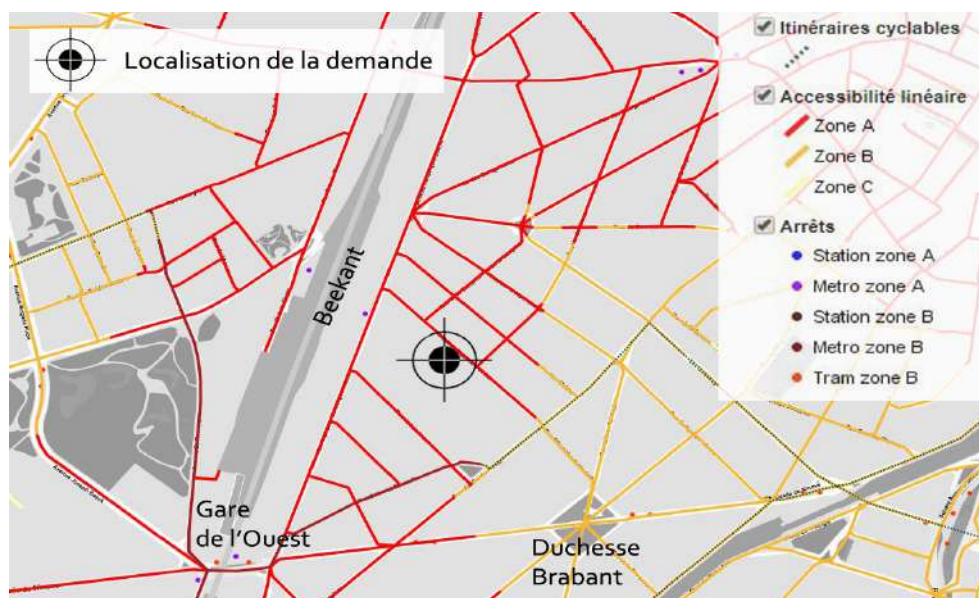 Localisation de la demande
Itinéraires cyclables
Accessibilité linéaire
Zone A
Zone B
Zone C
Arrêts
Station zone A
Metro zone A
Station zone B
Metro zone B
Tram zone B
Beekant
Gare
de l'Ouest
Duchesse
Brabant